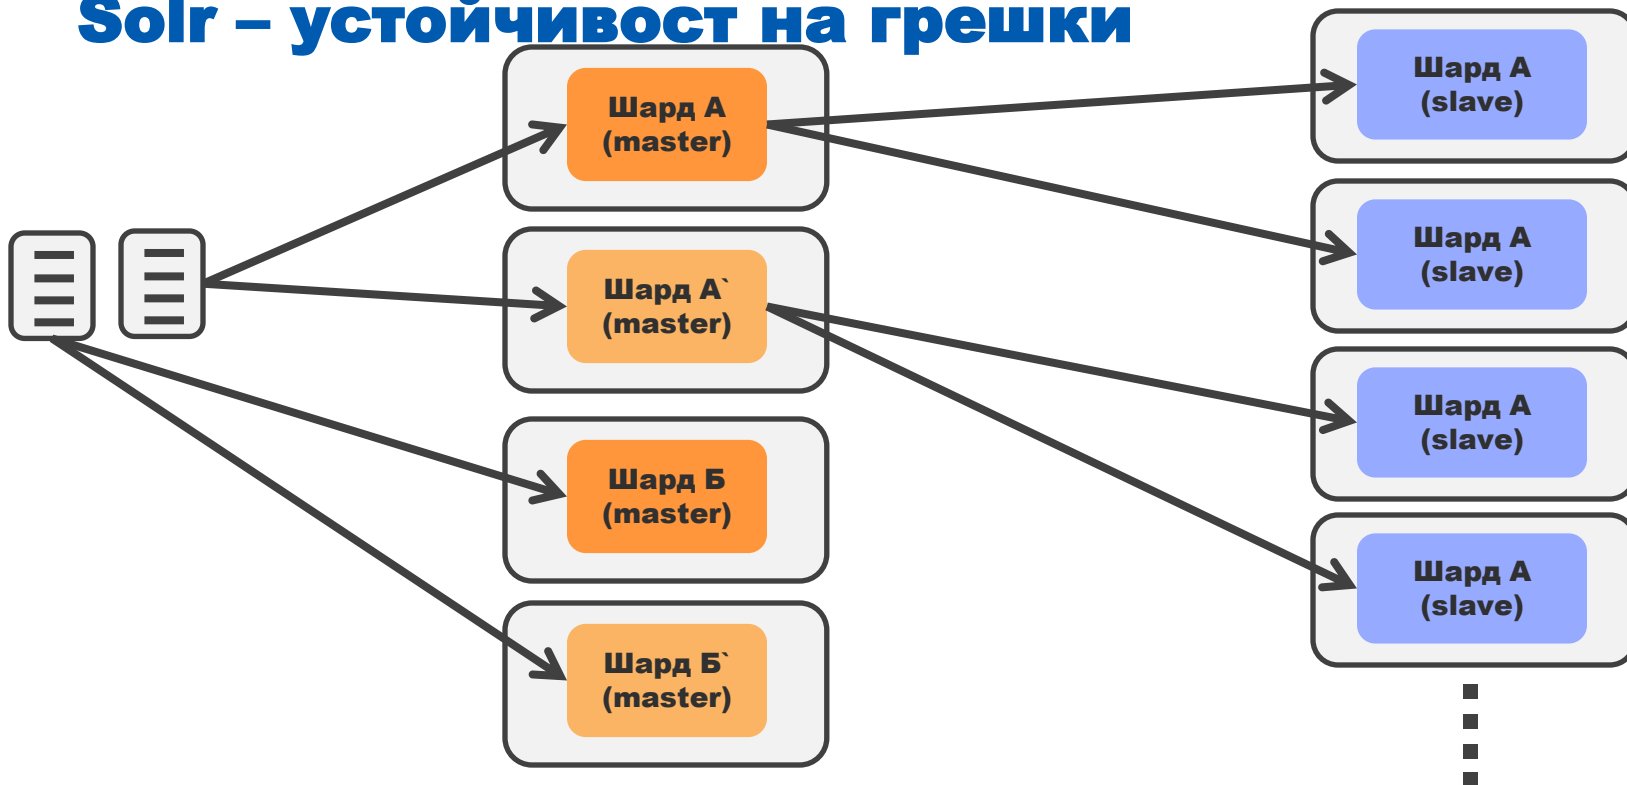 Solr – устойчивост на грешки
Шард А
(master)
Шард А`
(master)
Шард Б
(master)
Шард Б`
(master)
Шард А
(slave)
Шард А
(slave)
Шард А
(slave)
Шард А
(slave)